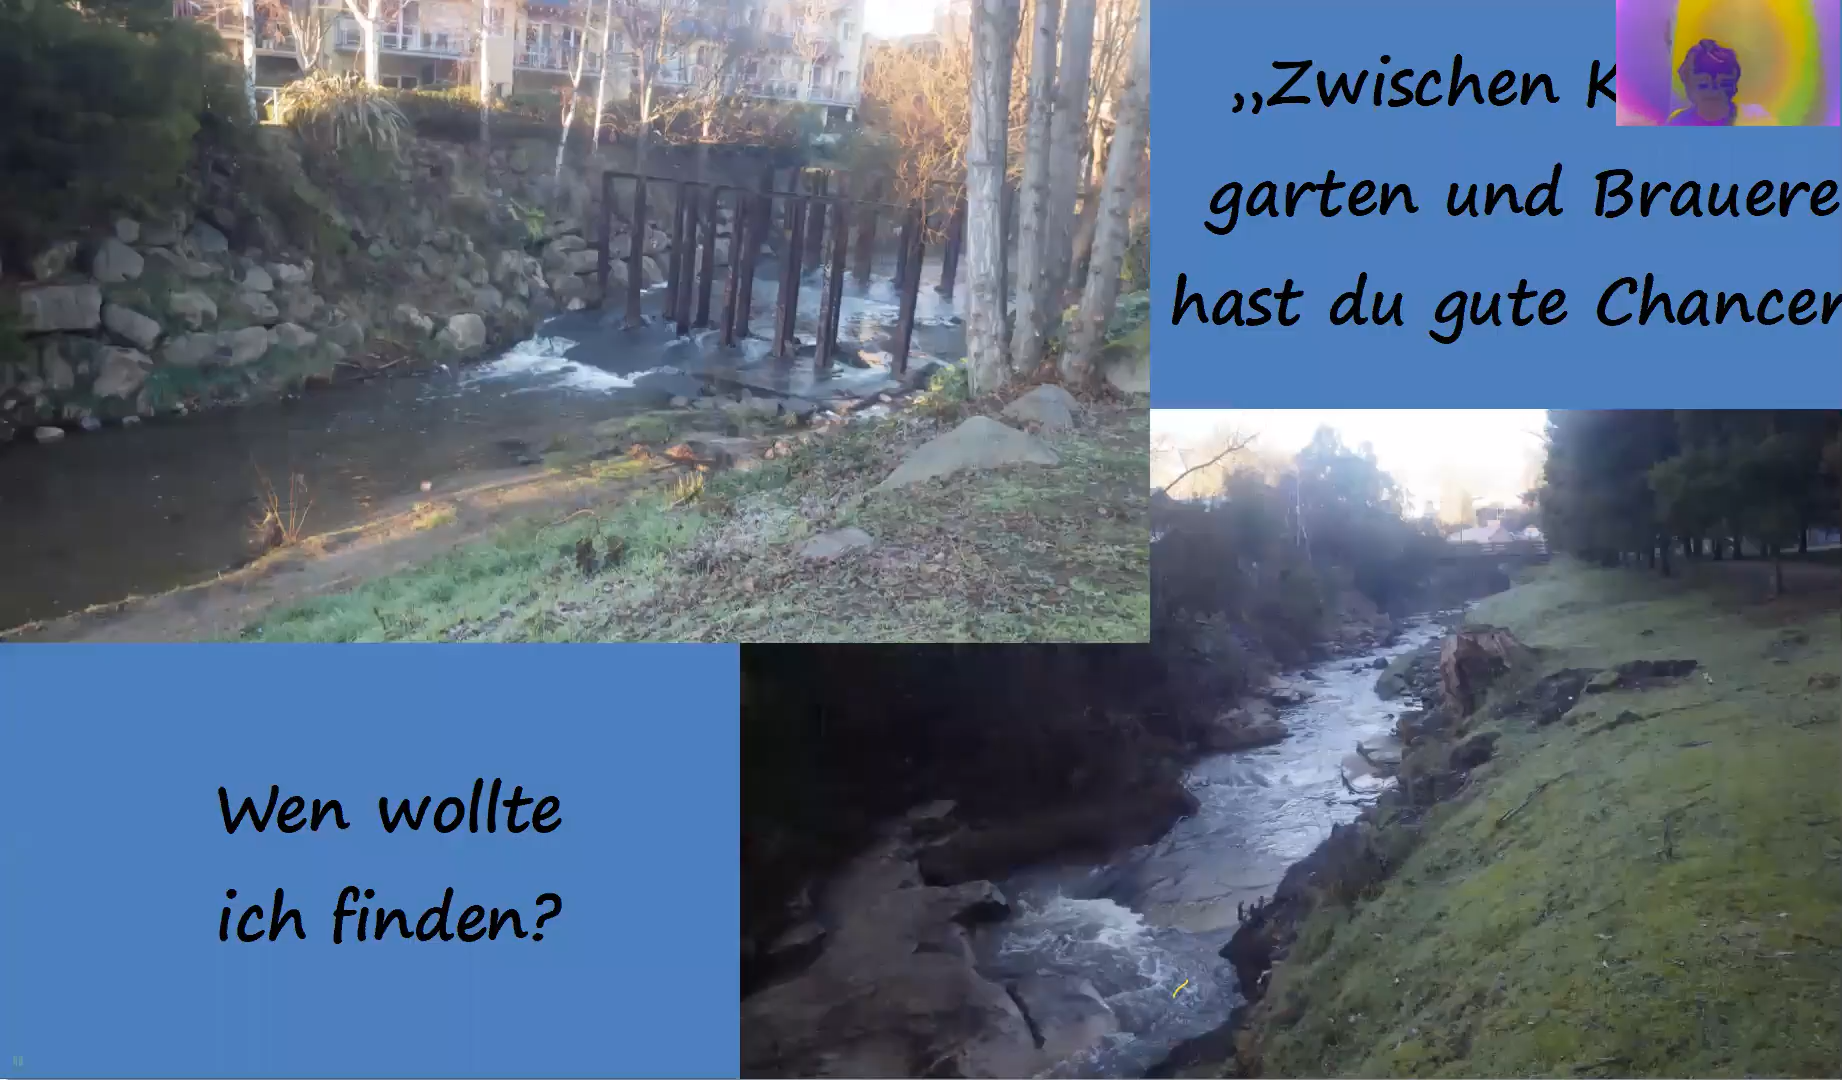 „Zwischen K
garten und Brauere
hast du gute Chancen
Wen wollte
ich finden?